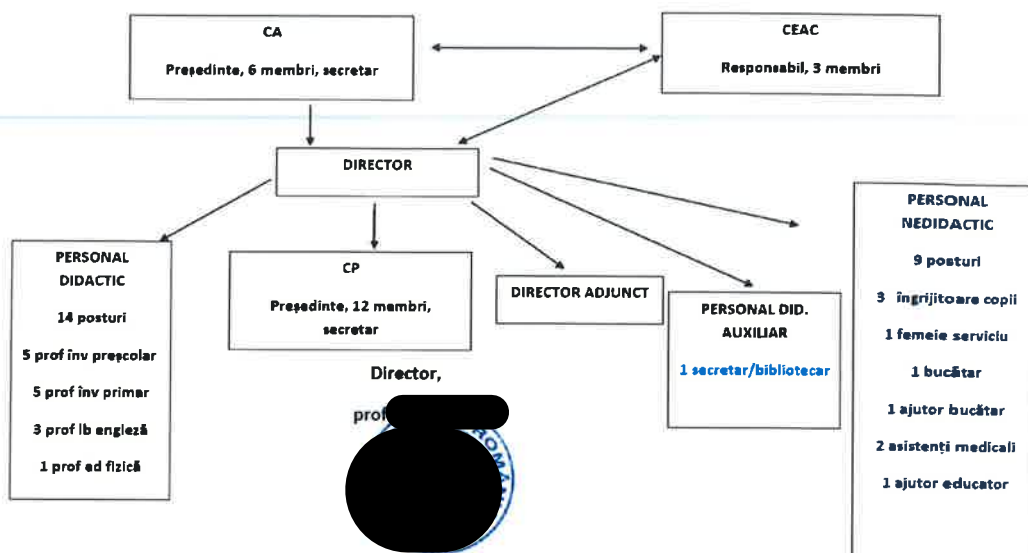 CA
Președinte, 6 membri, secretar
CEAC
Responsabil, 3 membri
DIRECTOR
PERSONAL
DIDACTIC
14 posturi
5 prof înv preșcolar
5 prof înv primar
3 prof lb engleză
1 prof ed fizică
CP
Președinte, 12 membri,
secretar
DIRECTOR ADJUNCT
PERSONAL DID.
AUXILIAR
1 secretar/bibliotecar
PERSONAL
NEDIDACTIC
9 posturi
3 îngrijitoare copii
1 femeie serviciu
1 bucătar
1 ajutor bucătar
2 asistenți medicali
1 ajutor educator
Director,
prof